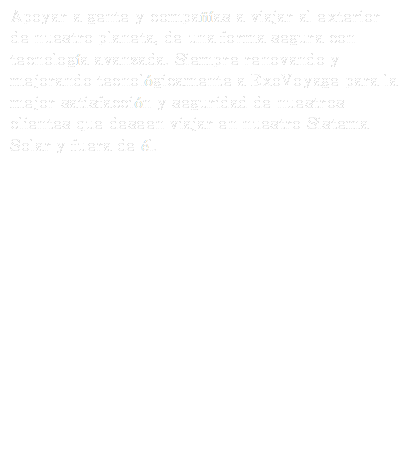 Apoyar a gente y compañías a viajar al exterior
de nuestro planeta, de una forma segura con
tecnología avanzada. Siempre renovando y
mejorando tecnológicamente a ExoVoyage para la
mejor satisfacción y seguridad de nuestros
clientes que desean viajar en nuestro Sistema
Solar y fuera de él.